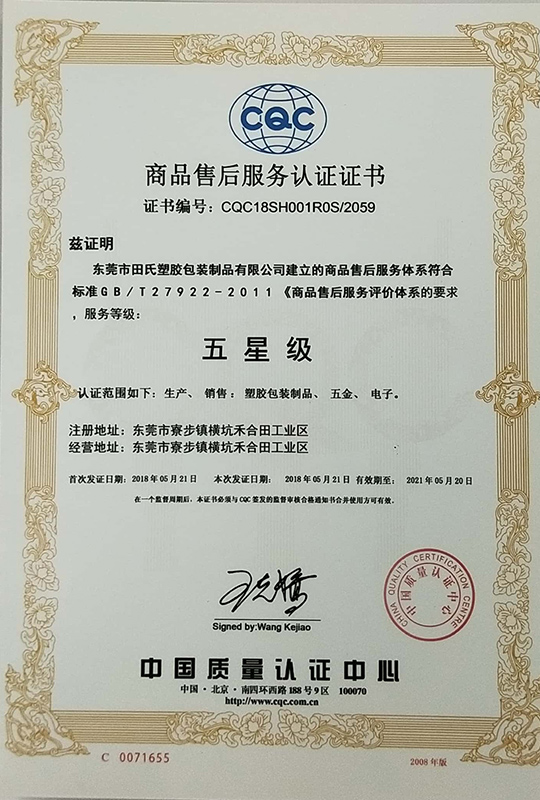 CQC
商品售后服务认证证书
证书编号：CQC18SH001R0S/2059
兹证明
东莞市田氏塑胶包装制品有限公司建立的商品售后服务体系符合
标准GB/T27922-2011《商品售后服务评价体系的要求
，服务等级：
五星级
认证范围如下：生产、销售：塑胶包装制品、五金、电子。
注册地址：东莞市寮步镇横坑禾合田工业区
经营地址：东莞市寮步镇横坑禾合田工业区
首次发证日期：2018年05月21日 本次发证日：2018年05月21日 有效期至：2021年05月20日
在一个监督周期后，本证书必须与CQC签发的监督审核合格通知书合并使用方可有效。
Signed by:Wang Kejiao
CHINA QUALITY CERTIFICATION CENTRE
中国质量认证中心
中国质量认证中心
中国·北京·南四环西路188号9区 100070
http://www.cqc.com.cn
C 0071655
2008年版